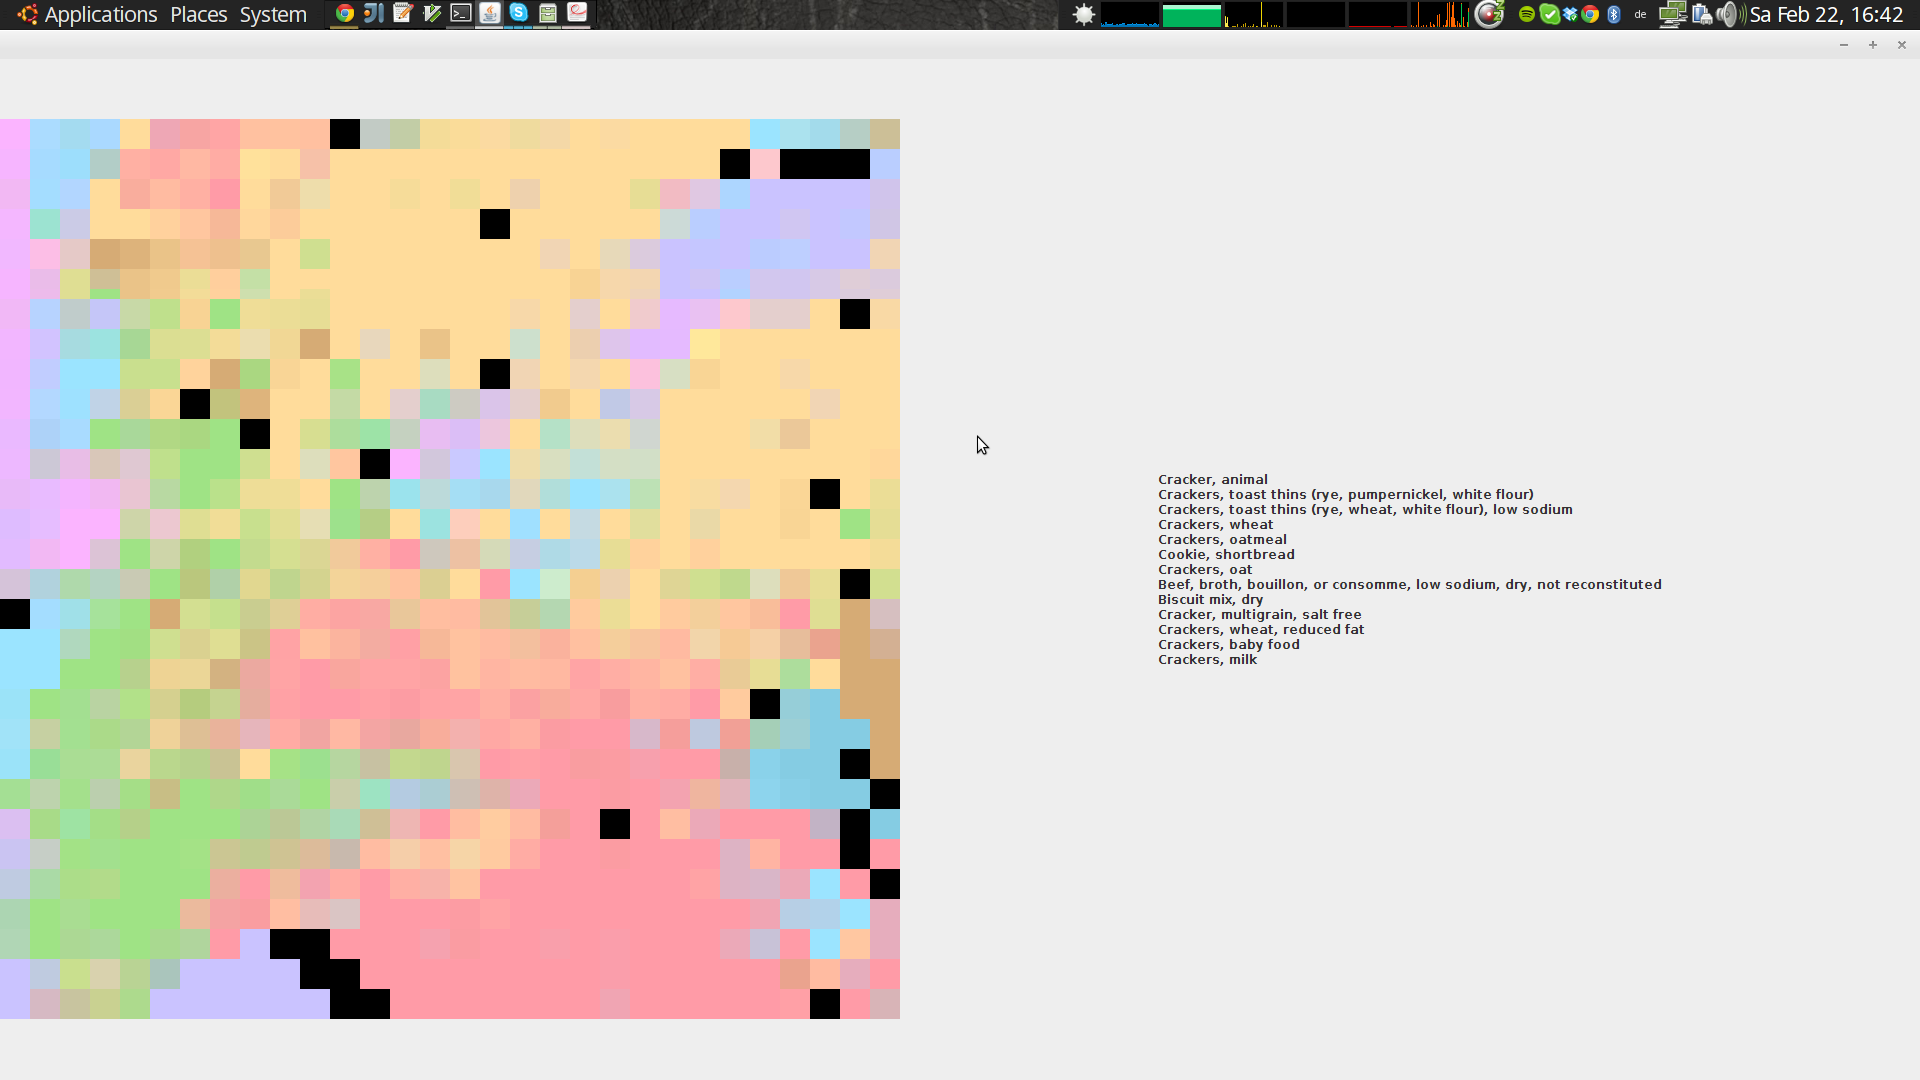 Applications Places System de Sa Feb 22, 16:42
Cracker, animal
Crackers, toast thins (rye, pumpernickel, white flour)
Crackers, toast thins (rye, wheat, white flour), low sodium
Crackers, wheat
Crackers, oatmeal
Cookie, shortbread
Crackers, oat
Beef, broth, bouillon, or consomme, low sodium, dry, not reconstituted
Biscuit mix, dry
Cracker, multigrain, salt free
Crackers, wheat, reduced fat
Crackers, baby food
Crackers, milk